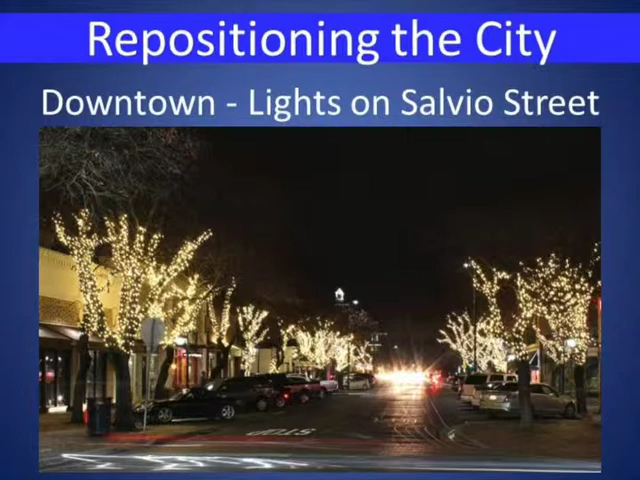 Repositioning the City
Downtown - Lights on Salvio Street
STOP